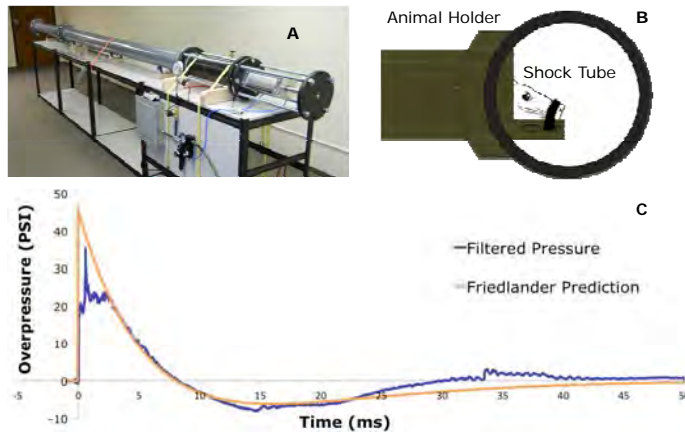 A
Animal Holder
B
Shock Tube
C
Overpressure (PSI)
50
40
30
20
10
0
-10
-5
0
5
10
15
20
25
30
35
40
45
50
Filtered Pressure
Friedlander Prediction
Time (ms)